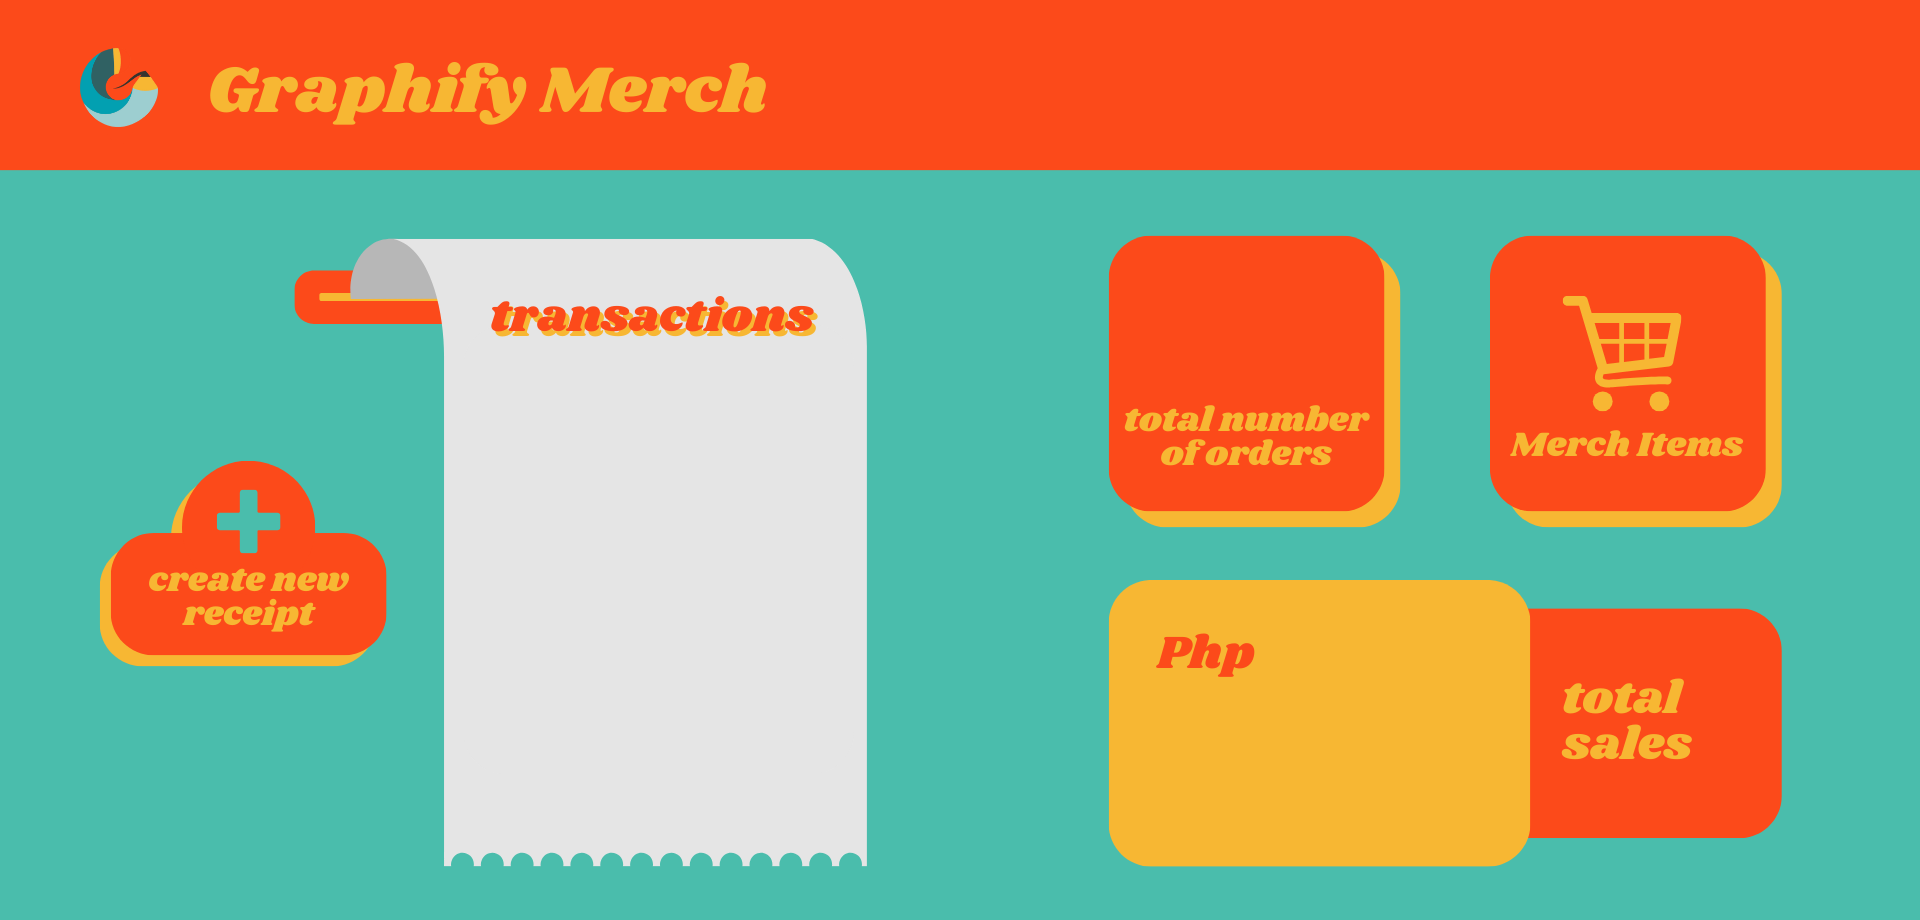 Graphify Merch
transactions
create new
receipt
total number
of orders
Merch Items
Php
total
sales